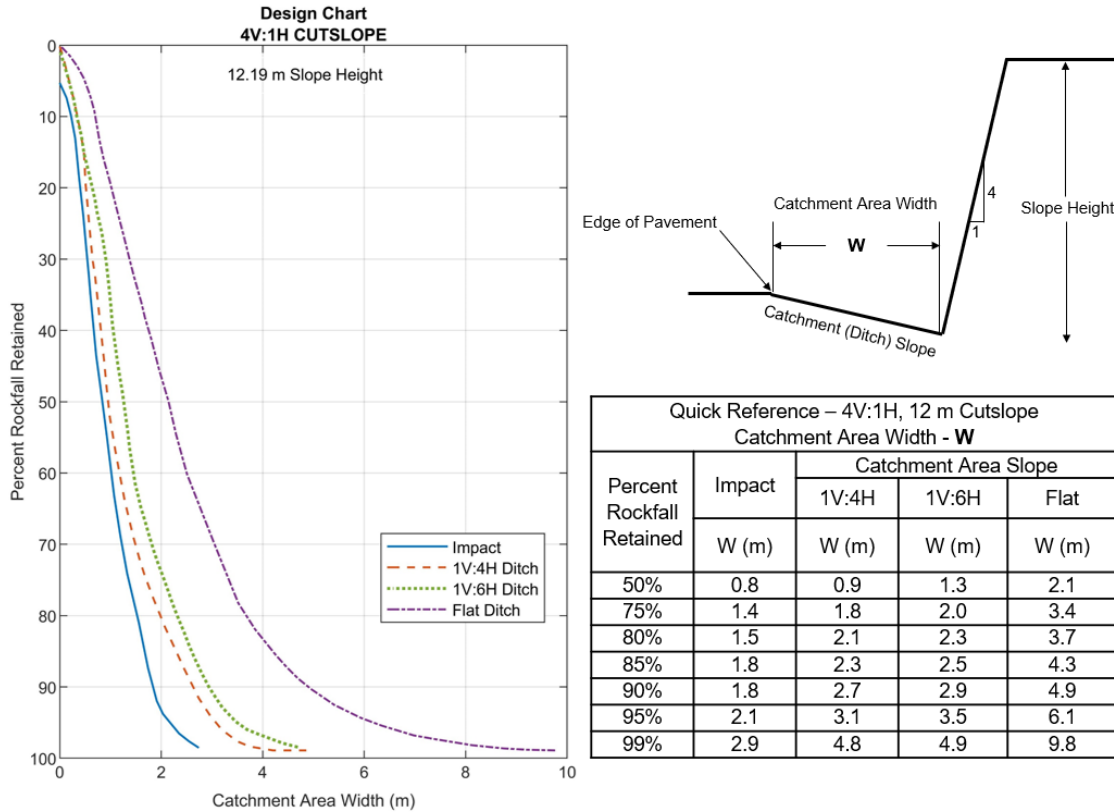 Design Chart
4V:1H CUTSLOPE
12.19 m Slope Height
Percent Rockfall Retained
0
10
20
30
40
50
60
70
80
90
100
0
2
4
6
8
10
Catchment Area Width (m)
Impact
1V:4H Ditch
1V:6H Ditch
Flat Ditch
Catchment Area Width
Edge of Pavement
W
4
1
Slope Height
Catchment (Ditch) Slope
Quick Reference – 4V:1H, 12 m Cutslope
Catchment Area Width - W
Percent Rockfall Retained
Impact
Catchment Area Slope
1V:4H 1V:6H Flat
W (m) W (m) W (m) W (m)
50% 0.8 0.9 1.3 2.1
75% 1.4 1.8 2.0 3.4
80% 1.5 2.1 2.3 3.7
85% 1.8 2.3 2.5 4.3
90% 1.8 2.7 2.9 4.9
95% 2.1 3.1 3.5 6.1
99% 2.9 4.8 4.9 9.8